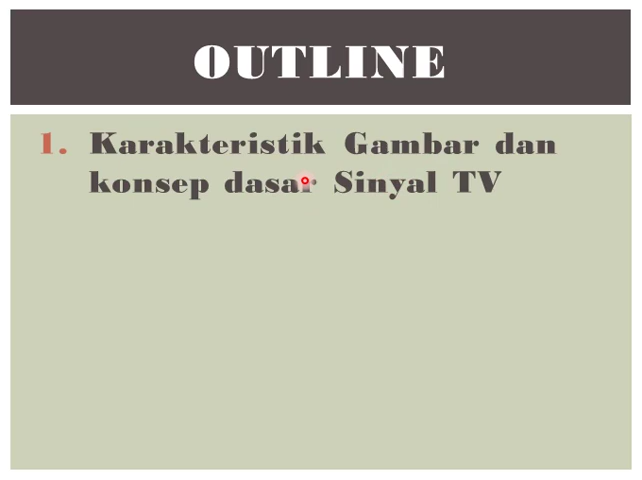 OUTLINE
1. Karakteristik Gambar dan
konsep dasar Sinyal TV